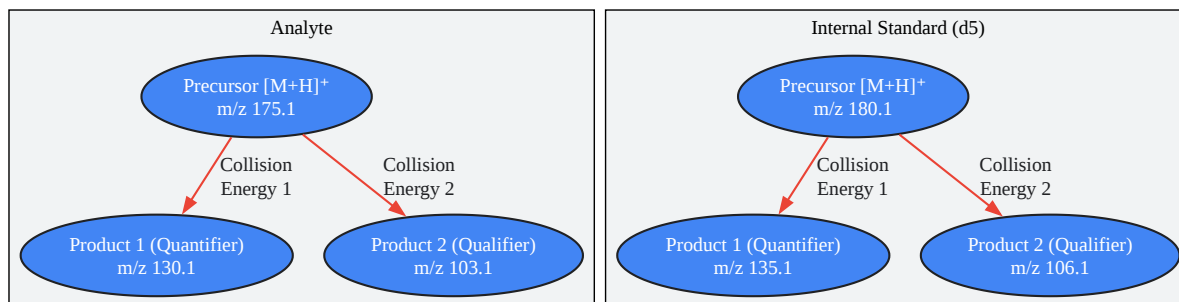 Analyte
Precursor [M+H]⁺
m/z 175.1
Collision
Energy 1
Collision
Energy 2
Product 1 (Quantifier)
m/z 130.1
Product 2 (Qualifier)
m/z 103.1
Internal Standard (d5)
Precursor [M+H]⁺
m/z 180.1
Collision
Energy 1
Collision
Energy 2
Product 1 (Quantifier)
m/z 135.1
Product 2 (Qualifier)
m/z 106.1